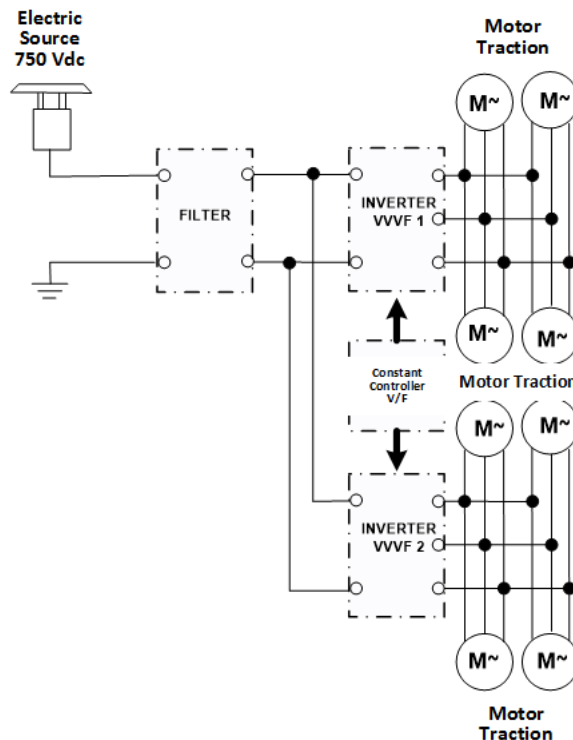 Electric
Source
750 Vdc
Motor
Traction
M~
M~
FILTER
INVERTER
VVVF 1
M~
M~
Constant
Controller
V/F
Motor Traction
M~
M~
INVERTER
VVVF 2
M~
M~
Motor
Traction